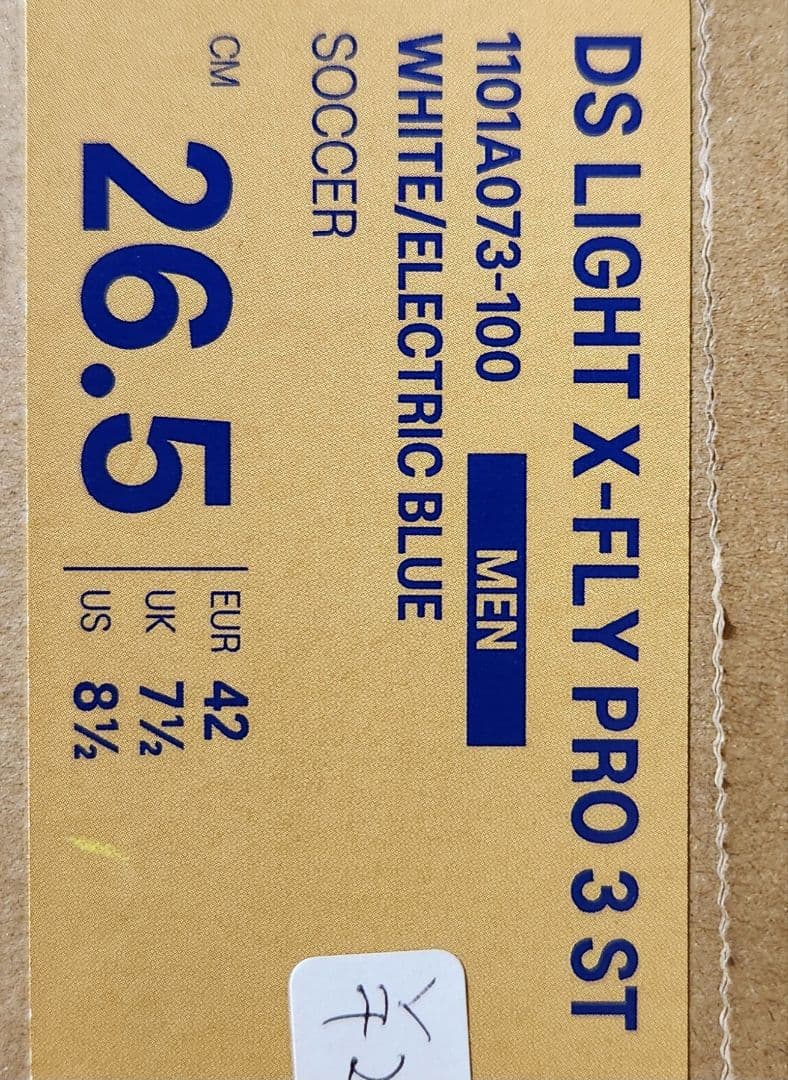 DS LIGHT X-FLY PRO 3 ST
1101A073-100 MEN
WHITE/ELECTRIC BLUE
SOCCER
CM 26.5
EUR 42
UK 7½
US 8½